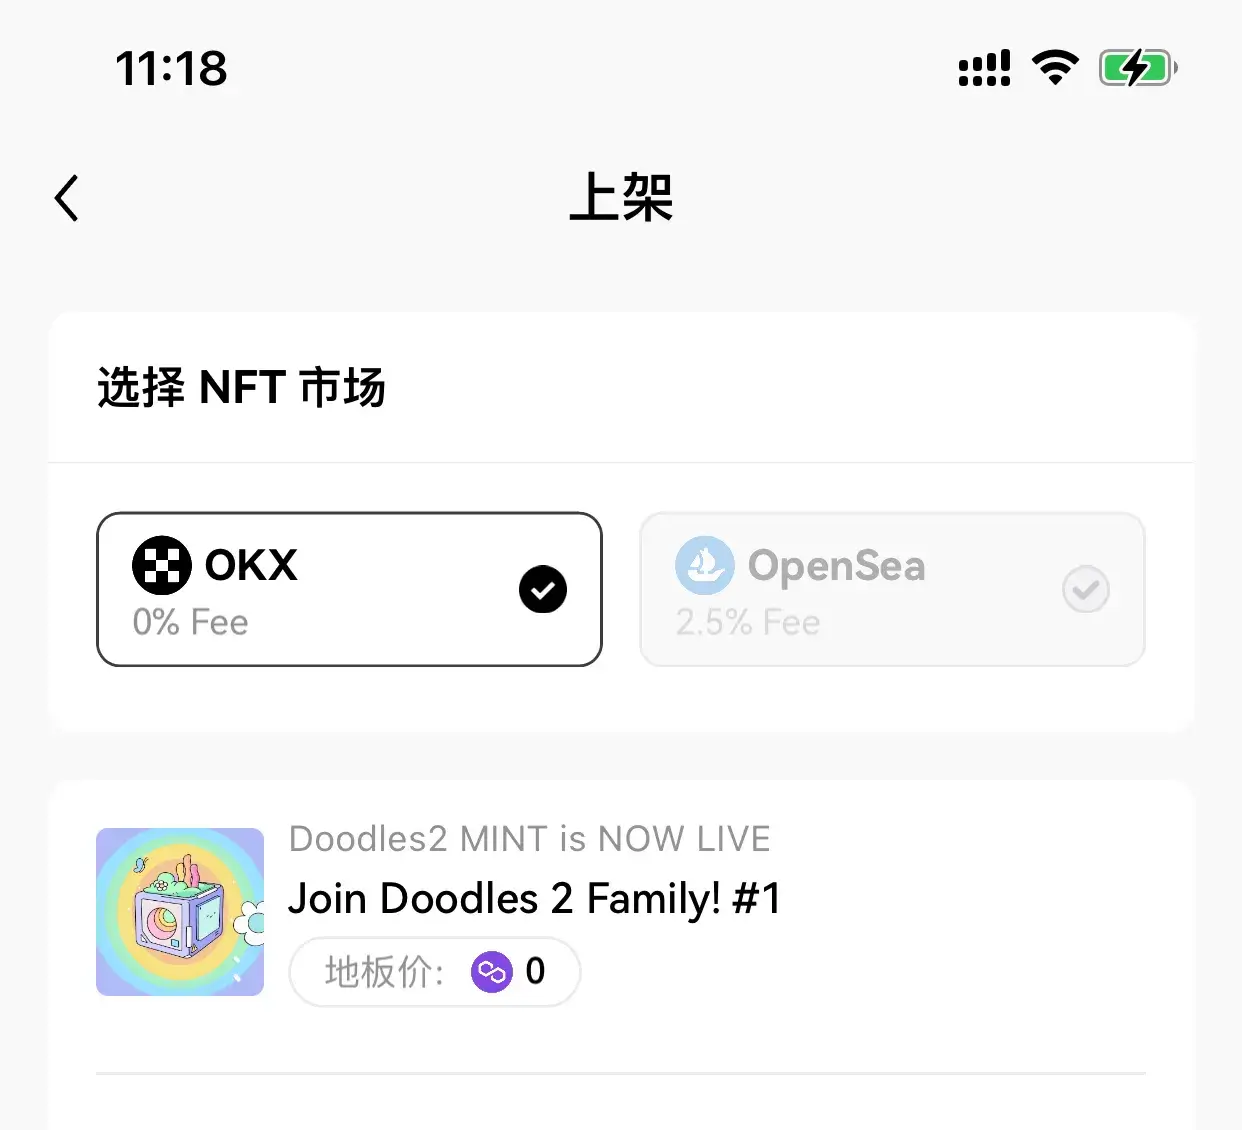 11:18
上架
选择 NFT 市场
OKX
0% Fee
OpenSea
2.5% Fee
Doodles2 MINT is NOW LIVE
Join Doodles 2 Family! #1
地板价: 0